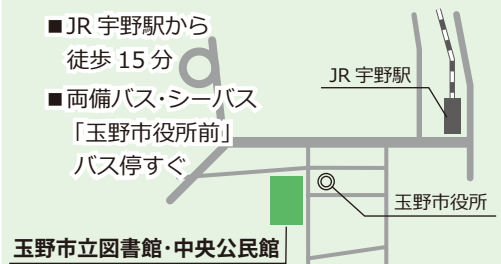 ■JR 宇野駅から
徒歩 15 分
■両備バス・シーバス
「玉野市役所前」
バス停すぐ
JR 宇野駅
玉野市役所
玉野市立図書館・中央公民館